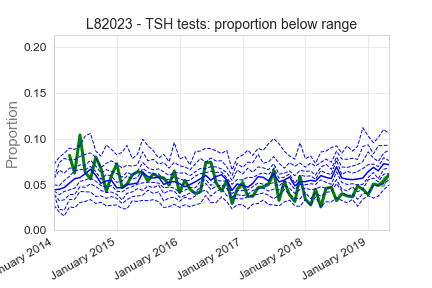 L82023 - TSH tests: proportion below range
0.20
0.15
0.10
0.05
0.00
Proportion
nuary 2014
January 2015
January 2016
January 2017
January 2018
January 2019